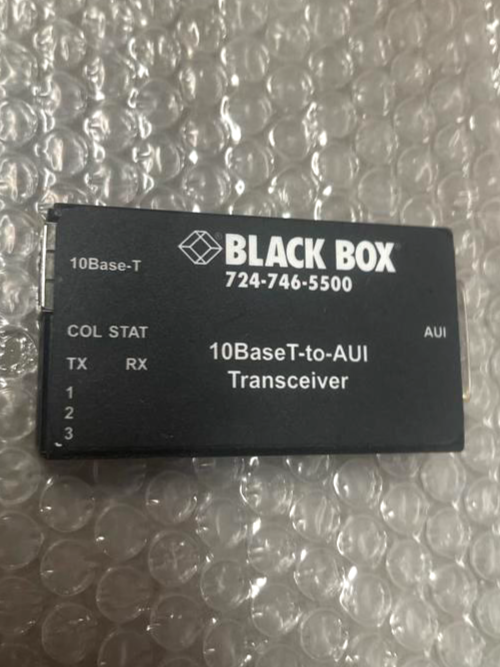 BLACK BOX
724-746-5500
10Base-T
COL STAT
TX RX
1
2
3
10BaseT-to-AUI
Transceiver
AUI